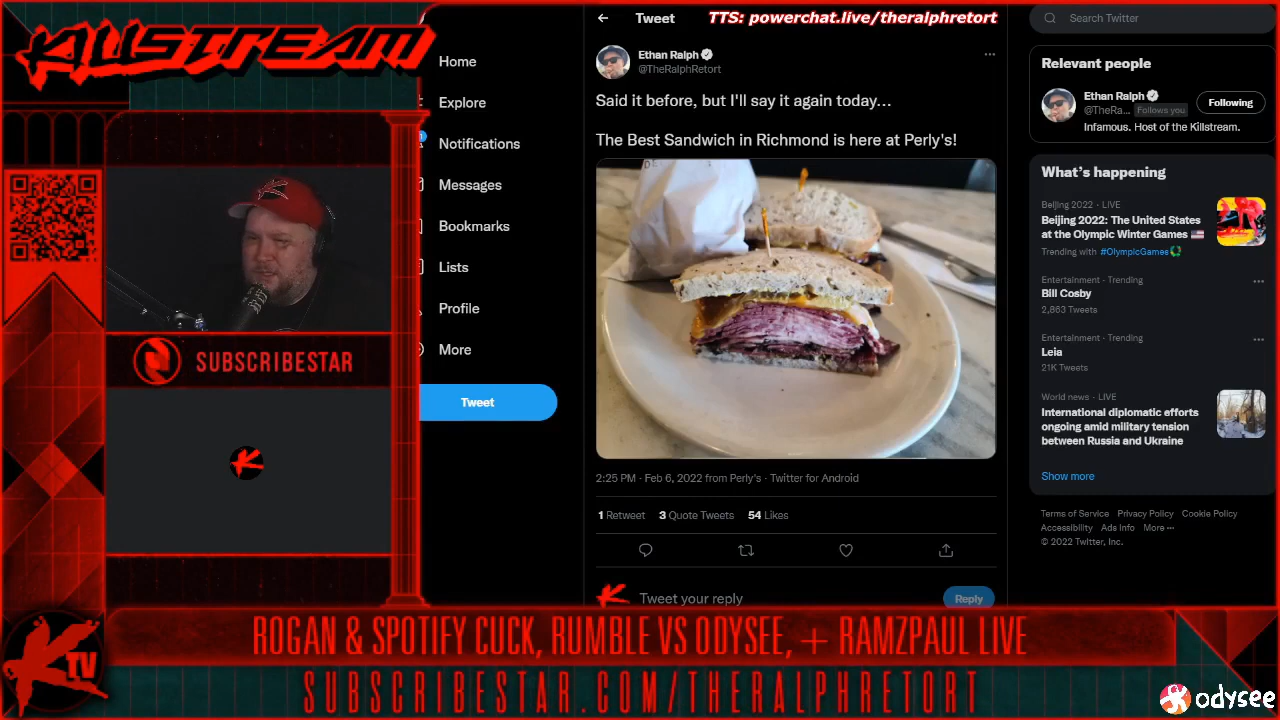 KILLSTREAM
SUBSCRIBESTAR
TV
Home
Explore
Notifications
Messages
Bookmarks
Lists
Profile
More
Tweet
Tweet
TTS: powerchat.live/theralphretort
Ethan Ralph
@TheRalphRetort
Said it before, but I'll say it again today...
The Best Sandwich in Richmond is here at Perly's!
2:25 PM · Feb 6, 2022 from Perly's · Twitter for Android
1 Retweet 3 Quote Tweets 54 Likes
Tweet your reply
Reply
Search Twitter
Relevant people
Ethan Ralph
@TheRa... Follows you
Following
Infamous. Host of the Killstream.
What's happening
Beijing 2022 · LIVE
Beijing 2022: The United States
at the Olympic Winter Games
Trending with #OlympicGames
Entertainment · Trending
Bill Cosby
2,863 Tweets
Entertainment · Trending
Leia
21K Tweets
World news · LIVE
International diplomatic efforts
ongoing amid military tension
between Russia and Ukraine
Show more
Terms of Service Privacy Policy Cookie Policy
Accessibility Ads Info More ···
© 2022 Twitter, Inc.
ROGAN & SPOTIFY CUCK, RUMBLE VS ODYSEE, + RAMZPAUL LIVE
SUBSCRIBESTAR.COM/THERALPHRETORT
odysee